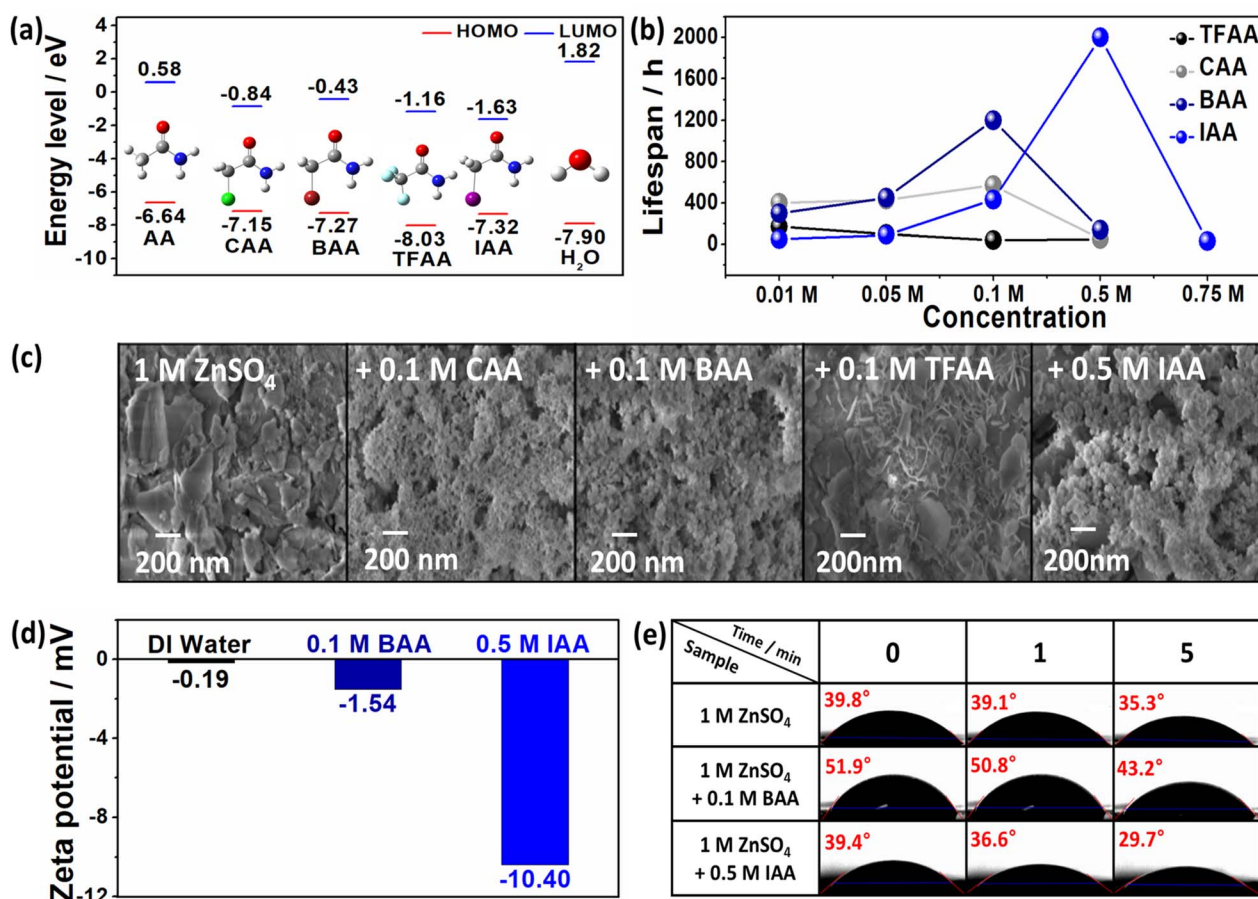 (a)
Energy level / eV
4
2
0
-2
-4
-6
-8
-10
HOMO LUMO
0.58
-0.84
-0.43
-1.16
-1.63
1.82
-6.64
AA
-7.15
CAA
-7.27
BAA
-8.03
TFAA
-7.32
IAA
-7.90
H₂O
(b)
Lifespan / h
2000
1600
1200
800
400
0
TFAA
CAA
BAA
IAA
0.01 M 0.05 M 0.1 M 0.5 M 0.75 M
Concentration
(c)
1 M ZnSO₄
200 nm
+ 0.1 M CAA
200 nm
+ 0.1 M BAA
200 nm
+ 0.1 M TFAA
200nm
+ 0.5 M IAA
200nm
(d)
Zeta potential / mV
0
-4
-8
-12
DI Water 0.1 M BAA 0.5 M IAA
-0.19
-1.54
-10.40
(e)
Time / min
Sample
0 1 5
1 M ZnSO₄
39.8° 39.1° 35.3°
1 M ZnSO₄
+ 0.1 M BAA
51.9° 50.8° 43.2°
1 M ZnSO₄
+ 0.5 M IAA
39.4° 36.6° 29.7°